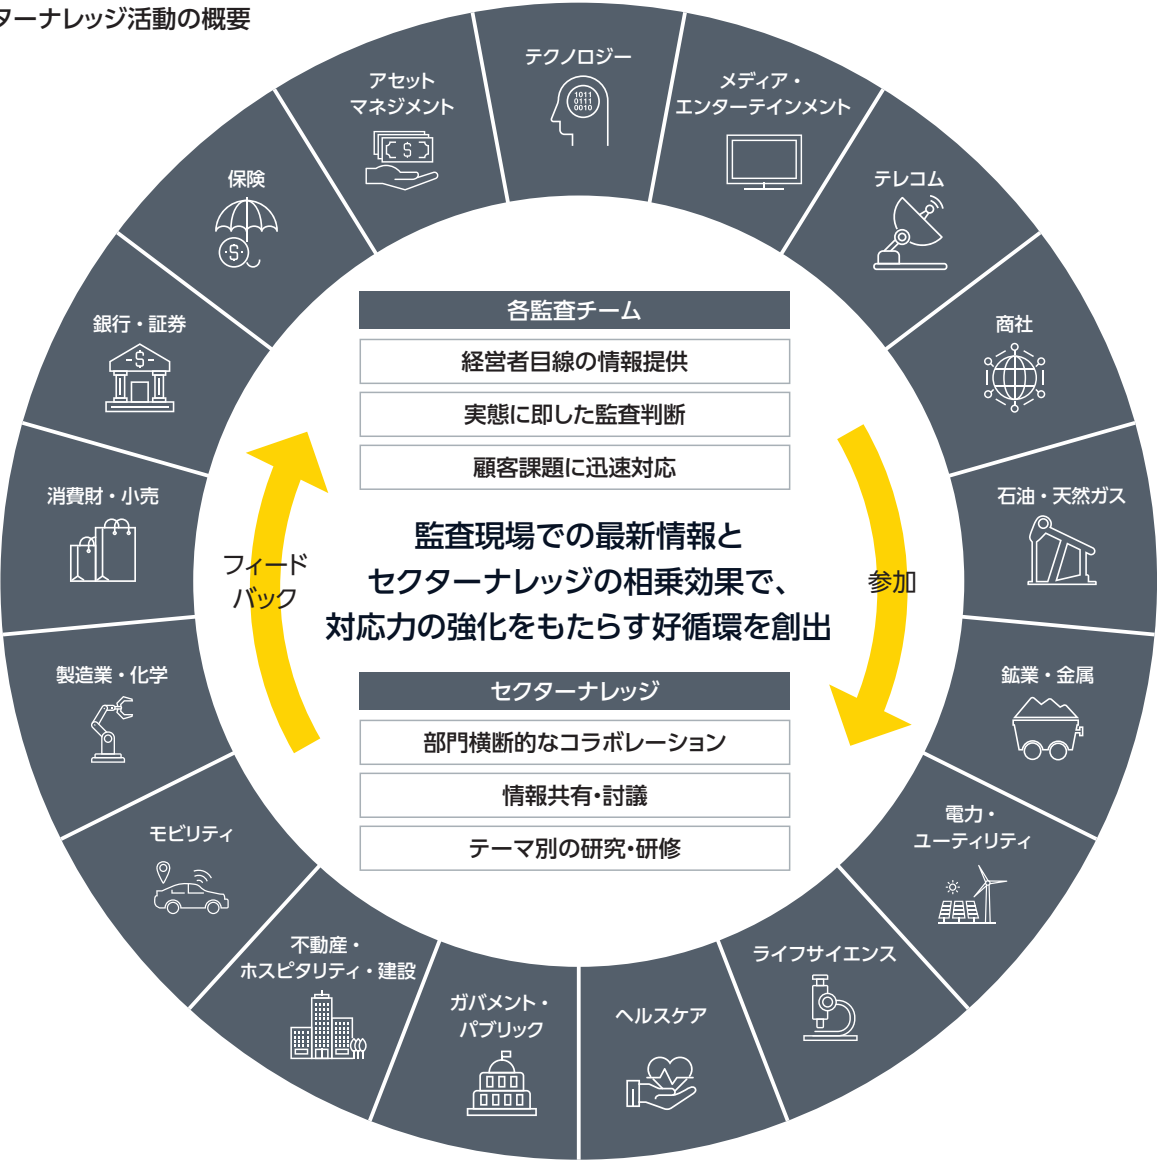 ターナレッジ活動の概要
テクノロジー
1011
0111
0010
メディア・
エンターテインメント
テレコム
商社
石油・天然ガス
鉱業・金属
電力・
ユーティリティ
ライフサイエンス
ヘルスケア
ガバメント・
パブリック
不動産・
ホスピタリティ・建設
モビリティ
製造業・化学
消費財・小売
銀行・証券
$
保険
$
アセット
マネジメント
$
各監査チーム
経営者目線の情報提供
実態に即した監査判断
顧客課題に迅速対応
監査現場での最新情報と
セクターナレッジの相乗効果で、
対応力の強化をもたらす好循環を創出
フィード
バック
参加
セクターナレッジ
部門横断的なコラボレーション
情報共有・討議
テーマ別の研究・研修